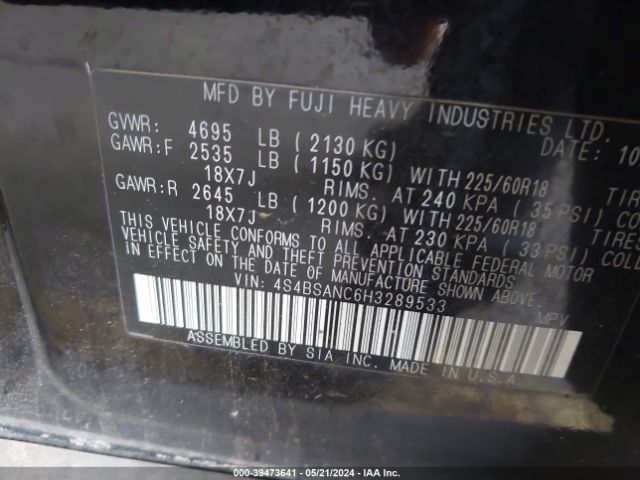 MFD BY FUJI HEAVY INDUSTRIES LTD.
GVWR: 4695 LB ( 2130 KG) DATE: 10
GAWR:F 2535 LB ( 1150 KG) WITH 225/60R18 TIR
18X7J RIMS. AT 240 KPA ( 35 PSI) CO
GAWR:R 2645 LB ( 1200 KG) WITH 225/60R18 TIRES
18X7J RIMS. AT 230 KPA ( 33 PSI) COLD
THIS VEHICLE CONFORMS TO ALL APPLICABLE FEDERAL MOTOR
VEHICLE SAFETY AND THEFT PREVENTION STANDARDS
IN EFFECT ON THE DATE OF MANUFACTURE SHOWN ABOVE.
VIN: 4S4BSANC6H3289533 MPV
ASSEMBLED BY SIA INC. MADE IN U.S.A.
000-39473641 - 05/21/2024 - IAA Inc.